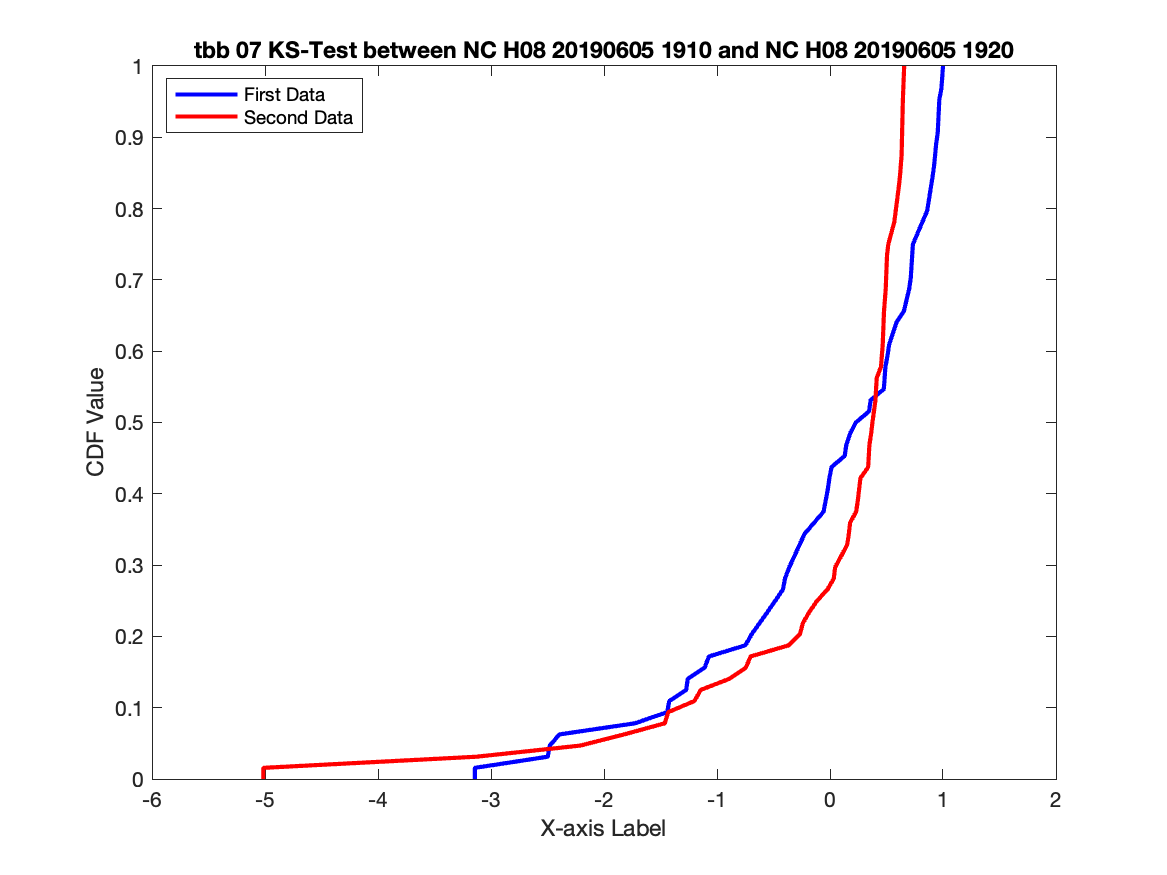 tbb 07 KS-Test between NC H08 20190605 1910 and NC H08 20190605 1920
First Data
Second Data
1
0.9
0.8
0.7
0.6
0.5
0.4
0.3
0.2
0.1
0
CDF Value
-6 -5 -4 -3 -2 -1 0 1 2
X-axis Label